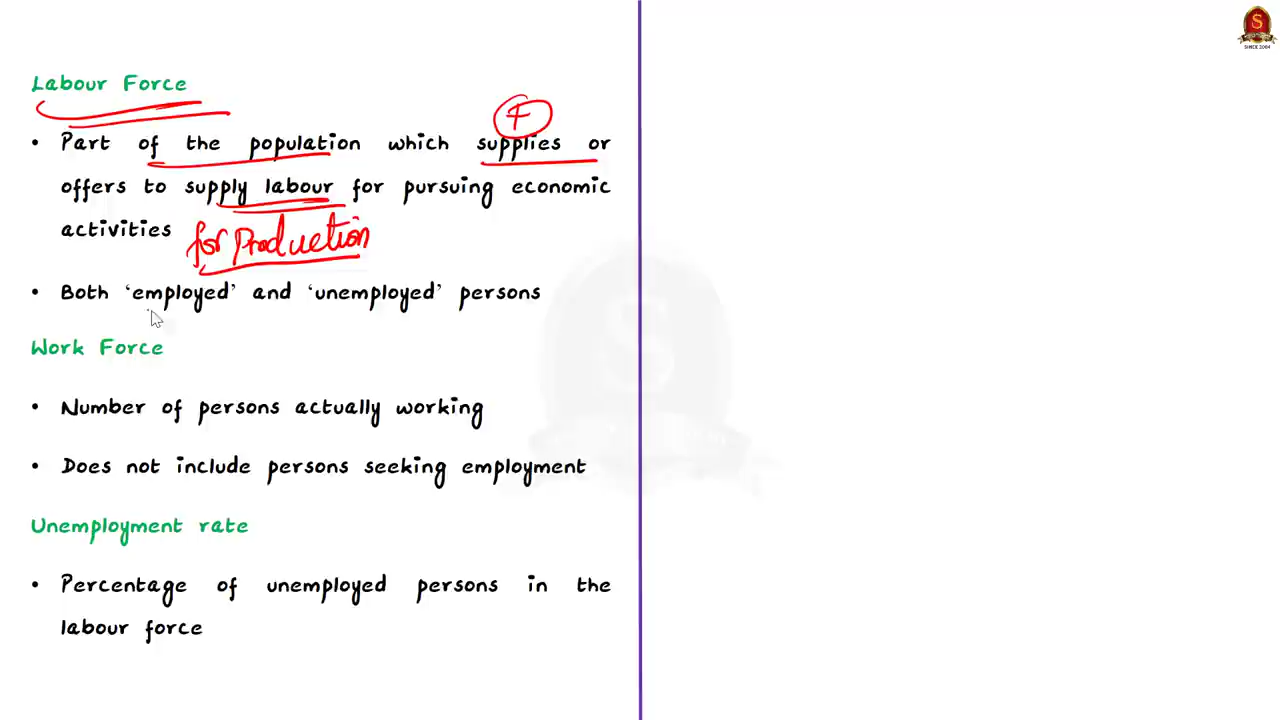 Labour Force
• Part of the population which supplies or
offers to supply labour for pursuing economic
activities for Production
• Both ‘employed’ and ‘unemployed’ persons
Work Force
• Number of persons actually working
• Does not include persons seeking employment
Unemployment rate
• Percentage of unemployed persons in the
labour force
S
SINCE 2004